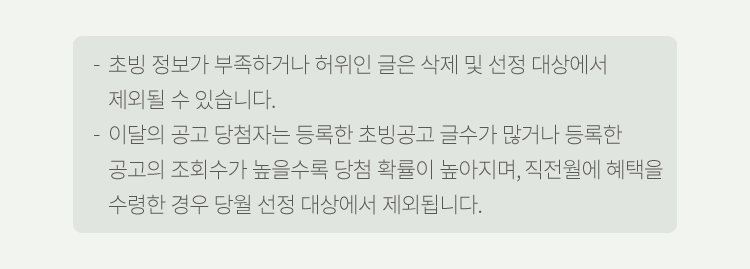 - 초빙 정보가 부족하거나 허위인 글은 삭제 및 선정 대상에서
제외될 수 있습니다.
- 이달의 공고 당첨자는 등록한 초빙공고 글수가 많거나 등록한
공고의 조회수가 높을수록 당첨 확률이 높아지며, 직전월에 혜택을
수령한 경우 당월 선정 대상에서 제외됩니다.